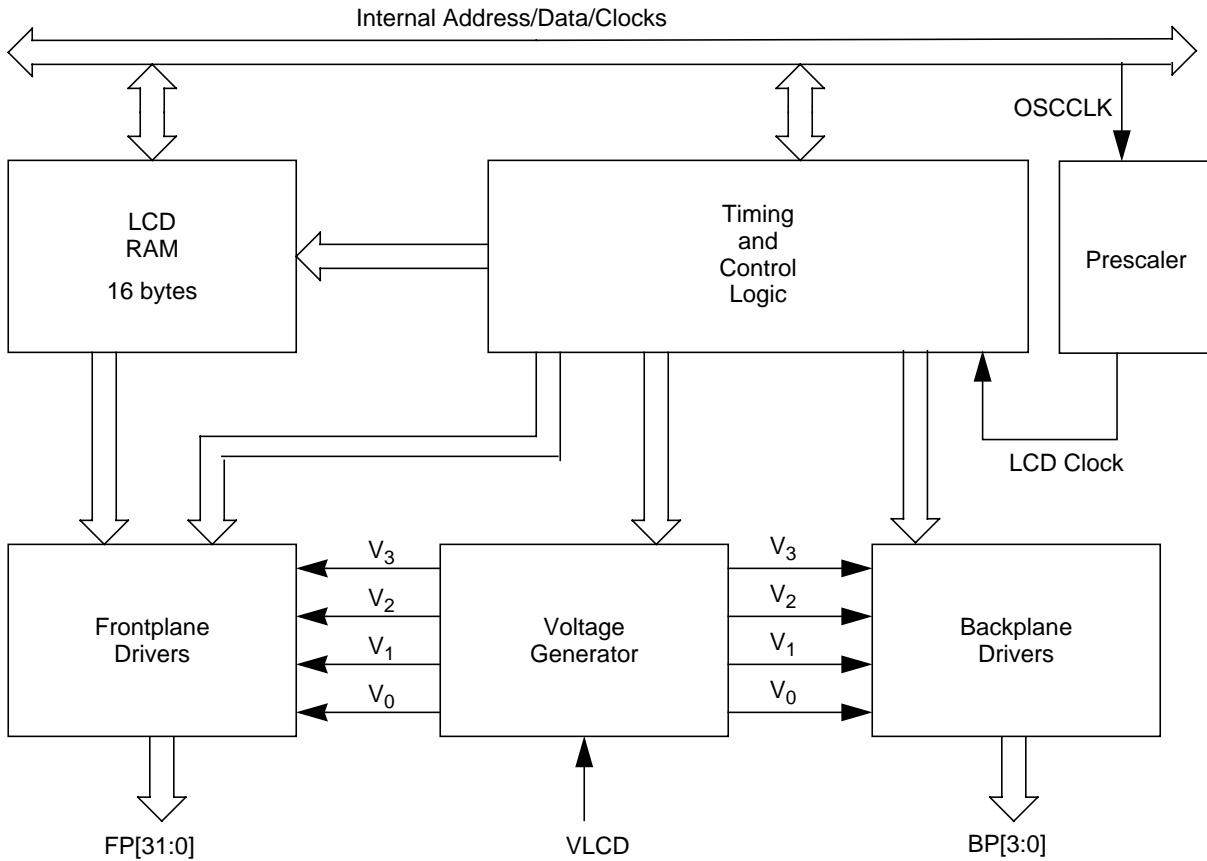 Internal Address/Data/Clocks
OSCCLK
LCD
RAM
16 bytes
Timing
and
Control
Logic
Prescaler
LCD Clock
Frontplane
Drivers
V3
V2
V1
V0
Voltage
Generator
V3
V2
V1
V0
Backplane
Drivers
FP[31:0]
VLCD
BP[3:0]